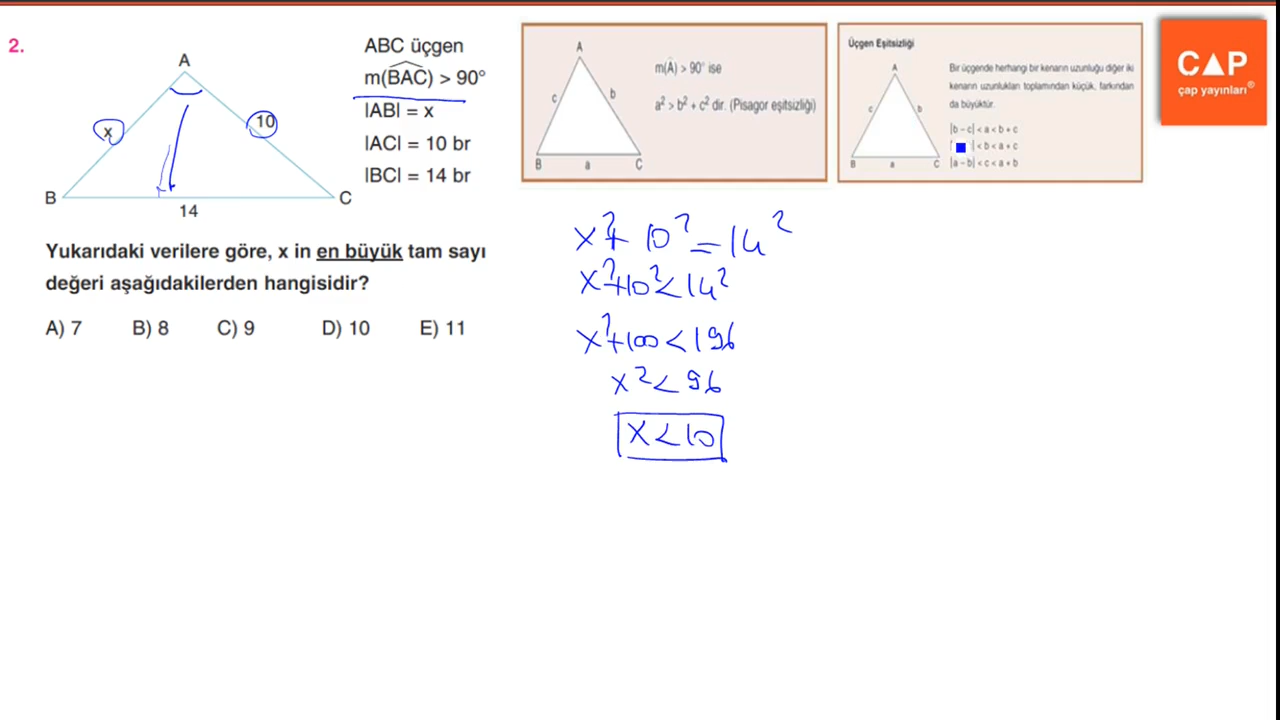 2.
A
x
10
B
C
14
ABC üçgen
m(BAC) > 90°
|AB| = x
|AC| = 10 br
|BC| = 14 br
Yukarıdaki verilere göre, x in en büyük tam sayı
değeri aşağıdakilerden hangisidir?
A) 7 B) 8 C) 9 D) 10 E) 11
A
c
b
B
a
C
m(A) > 90° ise
a² > b² + c² dir. (Pisagor eşitsizliği)
Üçgen Eşitsizliği
A
c
b
B
a
C
Bir üçgende herhangi bir kenarın uzunluğu diğer iki
kenarın uzunlukları toplamından küçük, farkından
da büyüktür.
|b – c| < a < b + c
| < b < a + c
|a – b| < c < a + b
ÇAP
çap yayınları®
x² + 10² = 14²
x² + 10² < 14²
x² + 100 < 196
x² < 96
x < 10